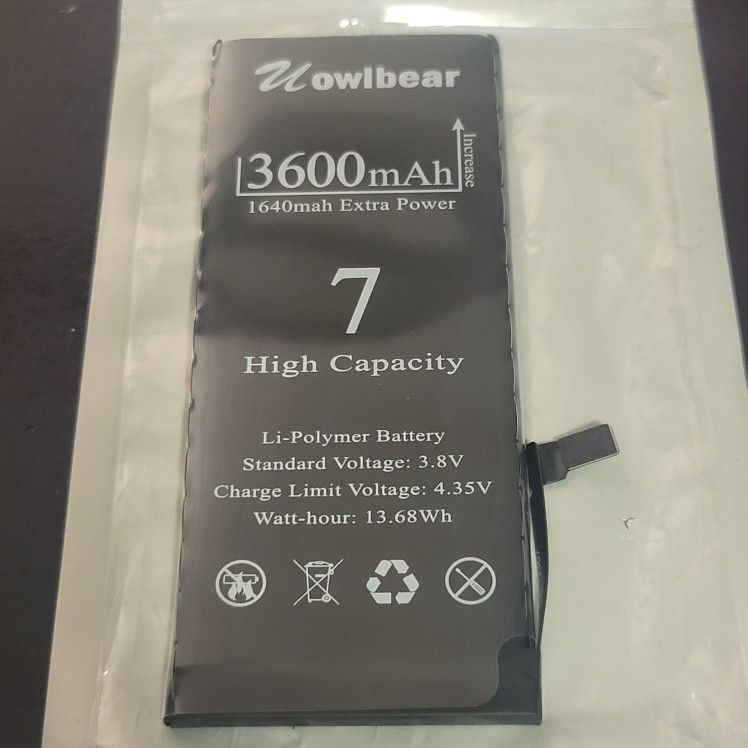 Uowlbear
3600mAh
Increase
1640mah Extra Power
7
High Capacity
Li-Polymer Battery
Standard Voltage: 3.8V
Charge Limit Voltage: 4.35V
Watt-hour: 13.68Wh